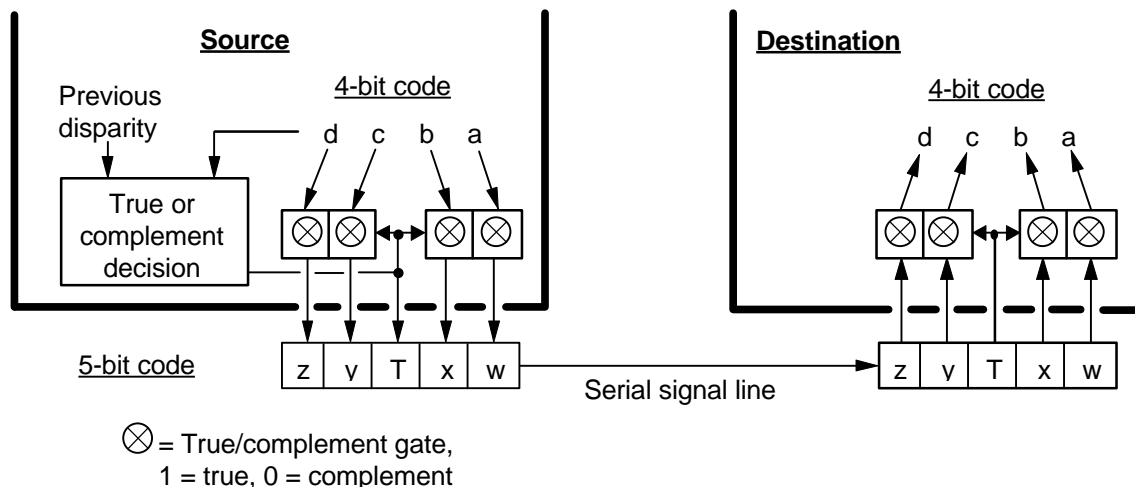 Source
Destination
Previous
disparity
4-bit code
4-bit code
d c b a
d c b a
True or
complement
decision
5-bit code
z y T x w
z y T x w
Serial signal line
= True/complement gate,
1 = true, 0 = complement